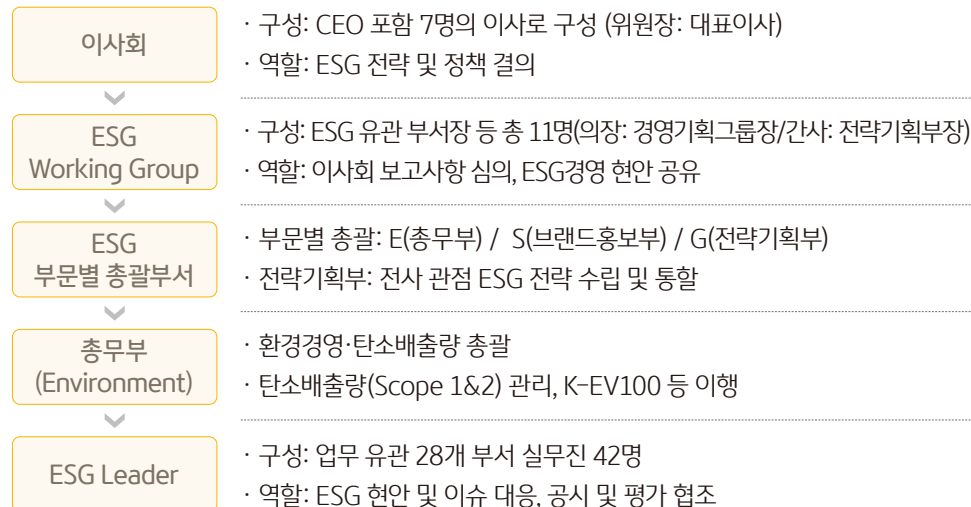 이사회
· 구성: CEO 포함 7명의 이사로 구성 (위원장: 대표이사)
· 역할: ESG 전략 및 정책 결의
ESG
Working Group
· 구성: ESG 유관 부서장 등 총 11명(의장: 경영기획그룹장/간사: 전략기획부장)
· 역할: 이사회 보고사항 심의, ESG경영 현안 공유
ESG
부문별 총괄부서
· 부문별 총괄: E(총무부) / S(브랜드홍보부) / G(전략기획부)
· 전략기획부: 전사 관점 ESG 전략 수립 및 통할
총무부
(Environment)
· 환경경영·탄소배출량 총괄
· 탄소배출량(Scope 1&2) 관리, K-EV100 등 이행
ESG Leader
· 구성: 업무 유관 28개 부서 실무진 42명
· 역할: ESG 현안 및 이슈 대응, 공시 및 평가 협조